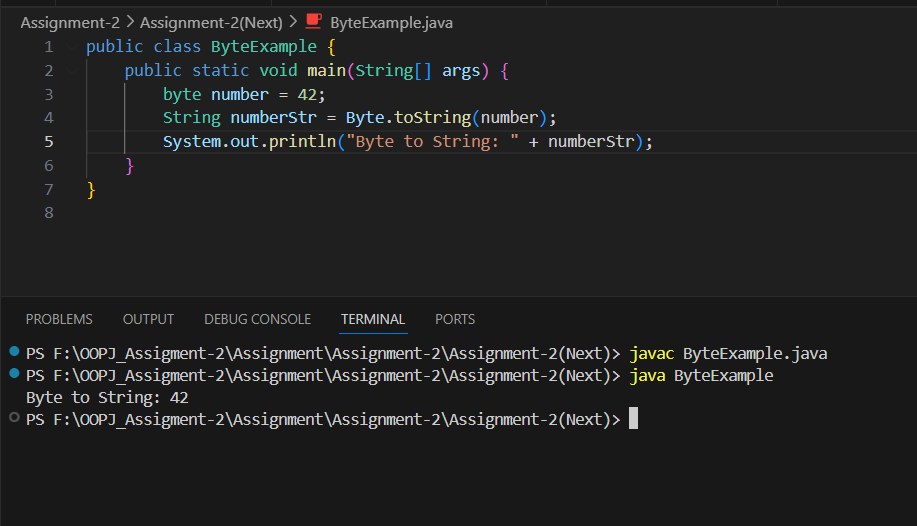 Assignment-2 > Assignment-2(Next) > ByteExample.java
1 public class ByteExample {
2 public static void main(String[] args) {
3 byte number = 42;
4 String numberStr = Byte.toString(number);
5 System.out.println("Byte to String: " + numberStr);
6 }
7 }
8
PROBLEMS OUTPUT DEBUG CONSOLE TERMINAL PORTS
PS F:\OOPJ_Assigment-2\Assignment\Assignment-2\Assignment-2(Next)> javac ByteExample.java
PS F:\OOPJ_Assigment-2\Assignment\Assignment-2\Assignment-2(Next)> java ByteExample
Byte to String: 42
PS F:\OOPJ_Assigment-2\Assignment\Assignment-2\Assignment-2(Next)>